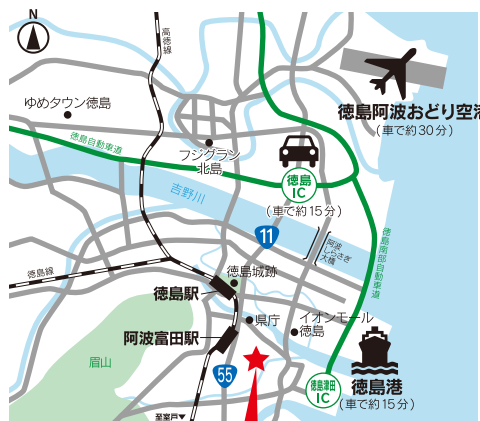 N
高徳線
ゆめタウン徳島
徳島阿波おどり空港
(車で約30分)
徳島自動車道
フジグラン
北島
徳島
IC
(車で約15分)
吉野川
11
阿波
しらさぎ
大橋
徳島南部自動車道
徳島線
徳島城跡
徳島駅
県庁
イオンモール
徳島
阿波富田駅
眉山
55
徳島津田
IC
徳島港
(車で約15分)
至室戸▼